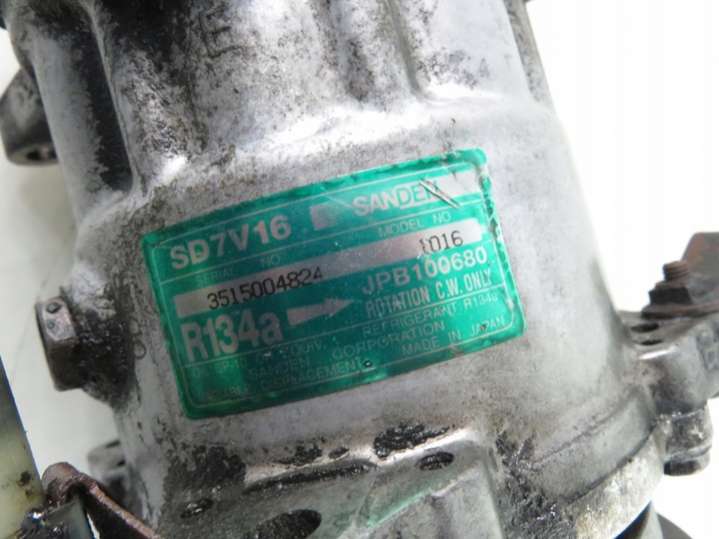 SD7V16 SANDEN
SERIAL NO MODEL NO
3515004824 1016
JPB100680
R134a ROTATION C.W. ONLY
REFRIGERANT R134a
SANDEN CORPORATION
MADE IN JAPAN